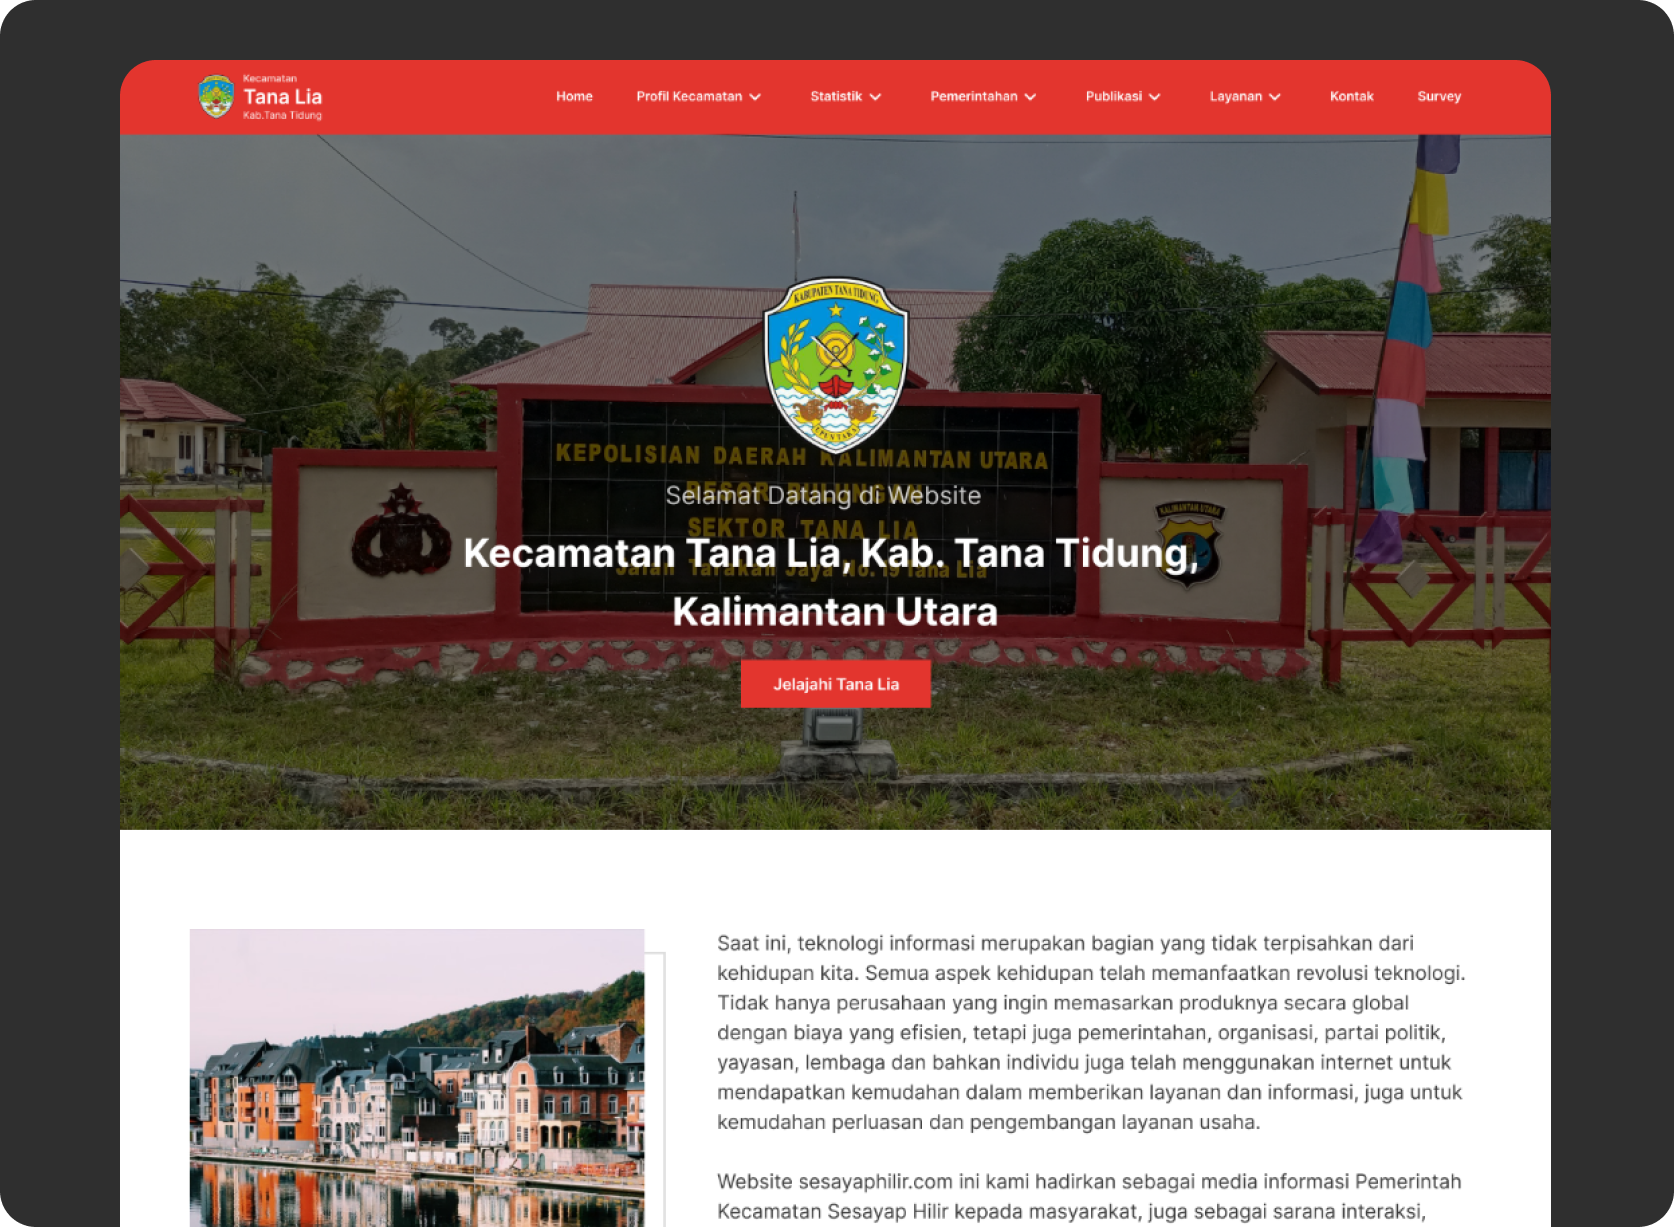 Kecamatan
Tana Lia
Kab.Tana Tidung
Home
Profil Kecamatan
Statistik
Pemerintahan
Publikasi
Layanan
Kontak
Survey
KABUPATEN TANA TIDUNG
UPUNTAKA
KEPOLISIAN DAERAH KALIMANTAN UTARA
RESOR BULUNGAN
Selamat Datang di Website
SEKTOR TANA LIA
KALIMANTAN UTARA
Kecamatan Tana Lia, Kab. Tana Tidung,
Jalan Tarakan Jaya No. 19 Tana Lia
Kalimantan Utara
Jelajahi Tana Lia
Saat ini, teknologi informasi merupakan bagian yang tidak terpisahkan dari
kehidupan kita. Semua aspek kehidupan telah memanfaatkan revolusi teknologi.
Tidak hanya perusahaan yang ingin memasarkan produknya secara global
dengan biaya yang efisien, tetapi juga pemerintahan, organisasi, partai politik,
yayasan, lembaga dan bahkan individu juga telah menggunakan internet untuk
mendapatkan kemudahan dalam memberikan layanan dan informasi, juga untuk
kemudahan perluasan dan pengembangan layanan usaha.
Website sesayaphilir.com ini kami hadirkan sebagai media informasi Pemerintah
Kecamatan Sesayap Hilir kepada masyarakat, juga sebagai sarana interaksi,